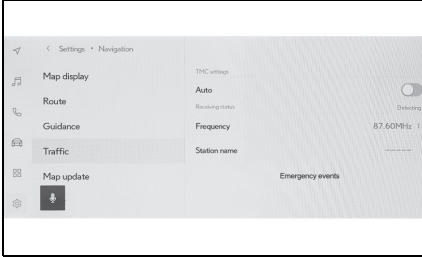 < Settings • Navigation
Map display
Route
Guidance
Traffic
Map update
TMC settings
Auto
Receiving status
Detecting
Frequency
87.60MHz
Station name
--------
Emergency events